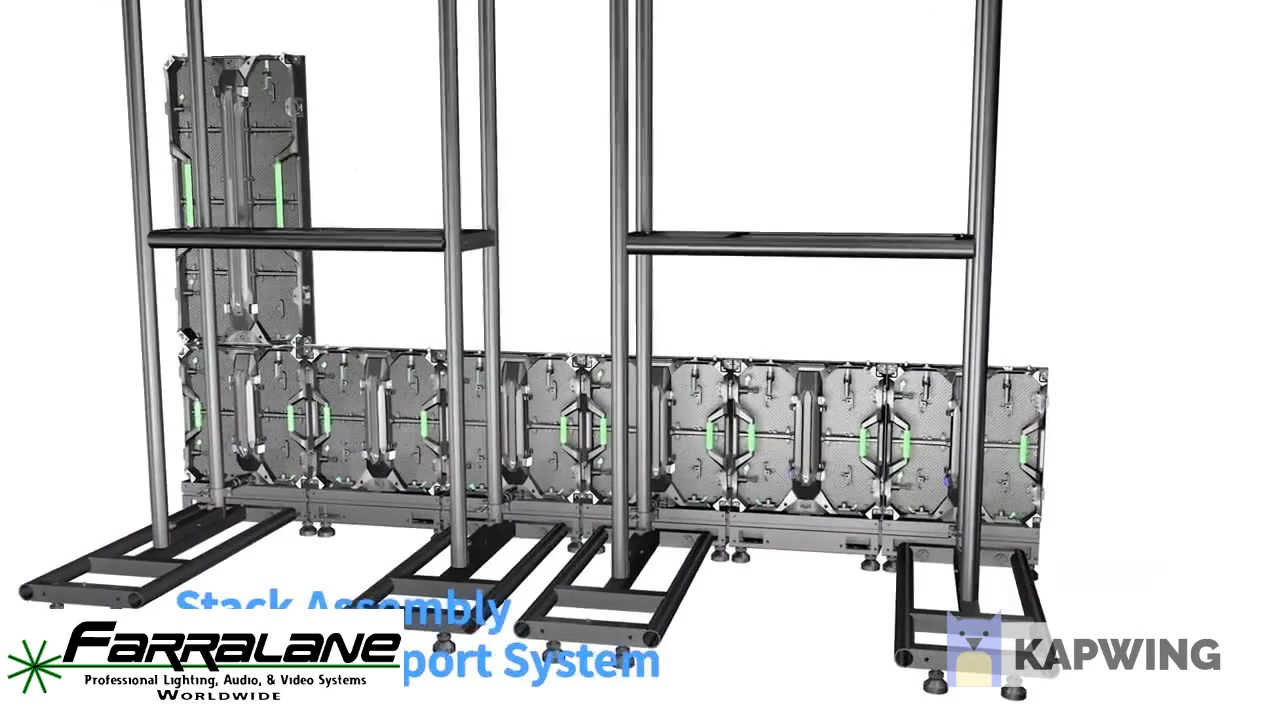 Stack Assembly
port System
FARRALANE
Professional Lighting, Audio, & Video Systems
WORLDWIDE
KAPWING